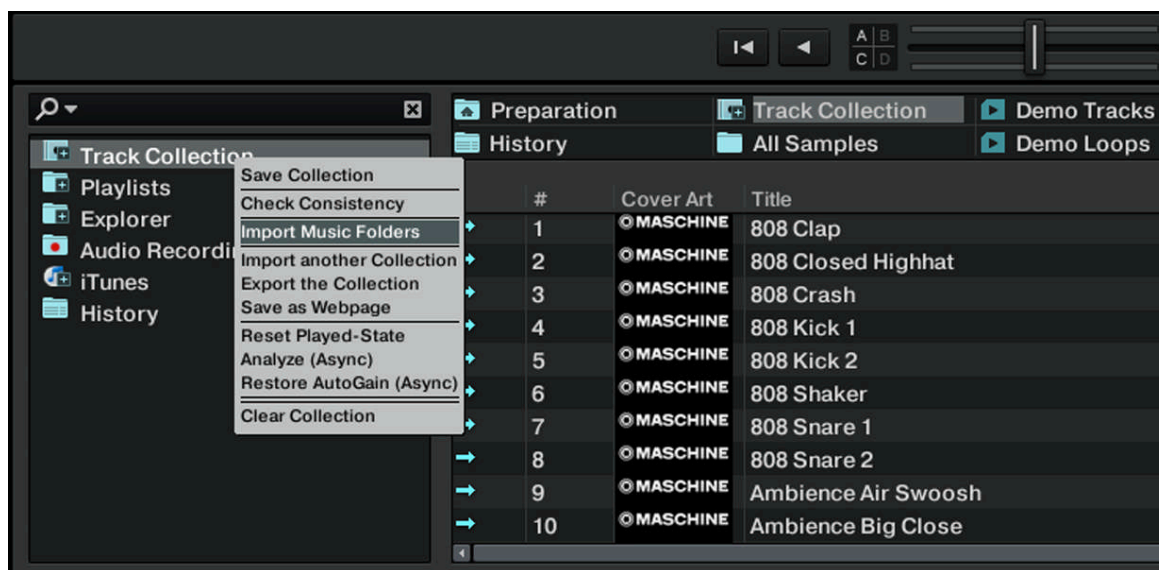 A B
C D
Preparation
Track Collection
Demo Tracks
History
All Samples
Demo Loops
Track Collection
Playlists
Explorer
Audio Recordi
iTunes
History
Save Collection
Check Consistency
Import Music Folders
Import another Collection
Export the Collection
Save as Webpage
Reset Played-State
Analyze (Async)
Restore AutoGain (Async)
Clear Collection
# Cover Art Title
1 MASCHINE 808 Clap
2 MASCHINE 808 Closed Highhat
3 MASCHINE 808 Crash
4 MASCHINE 808 Kick 1
5 MASCHINE 808 Kick 2
6 MASCHINE 808 Shaker
7 MASCHINE 808 Snare 1
8 MASCHINE 808 Snare 2
9 MASCHINE Ambience Air Swoosh
10 MASCHINE Ambience Big Close